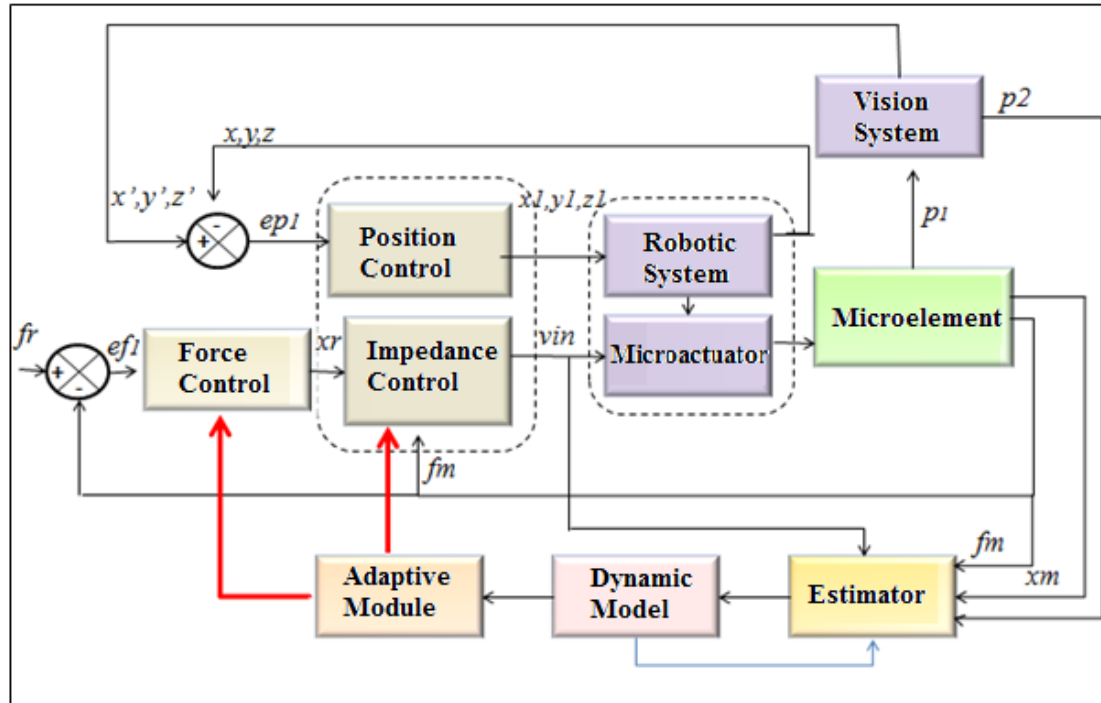 Vision
System
p2
x,y,z
x’,y’,z’
-
+
ep1
Position
Control
x1,y1,z1
Robotic
System
p1
Microelement
fr
+
-
ef1
Force
Control
xr
Impedance
Control
vin
Microactuator
fm
fm
xm
Adaptive
Module
Dynamic
Model
Estimator